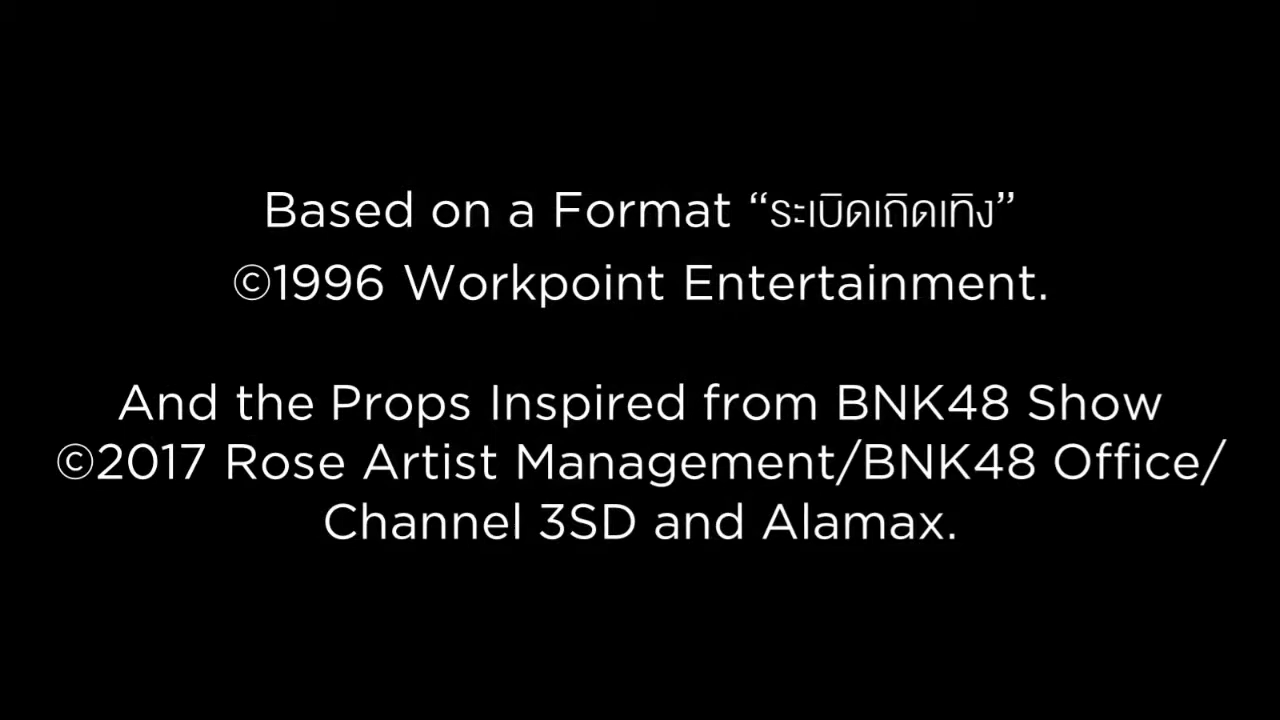 Based on a Format “ระเบิดเถิดเทิง”
©1996 Workpoint Entertainment.
And the Props Inspired from BNK48 Show
©2017 Rose Artist Management/BNK48 Office/
Channel 3SD and Alamax.